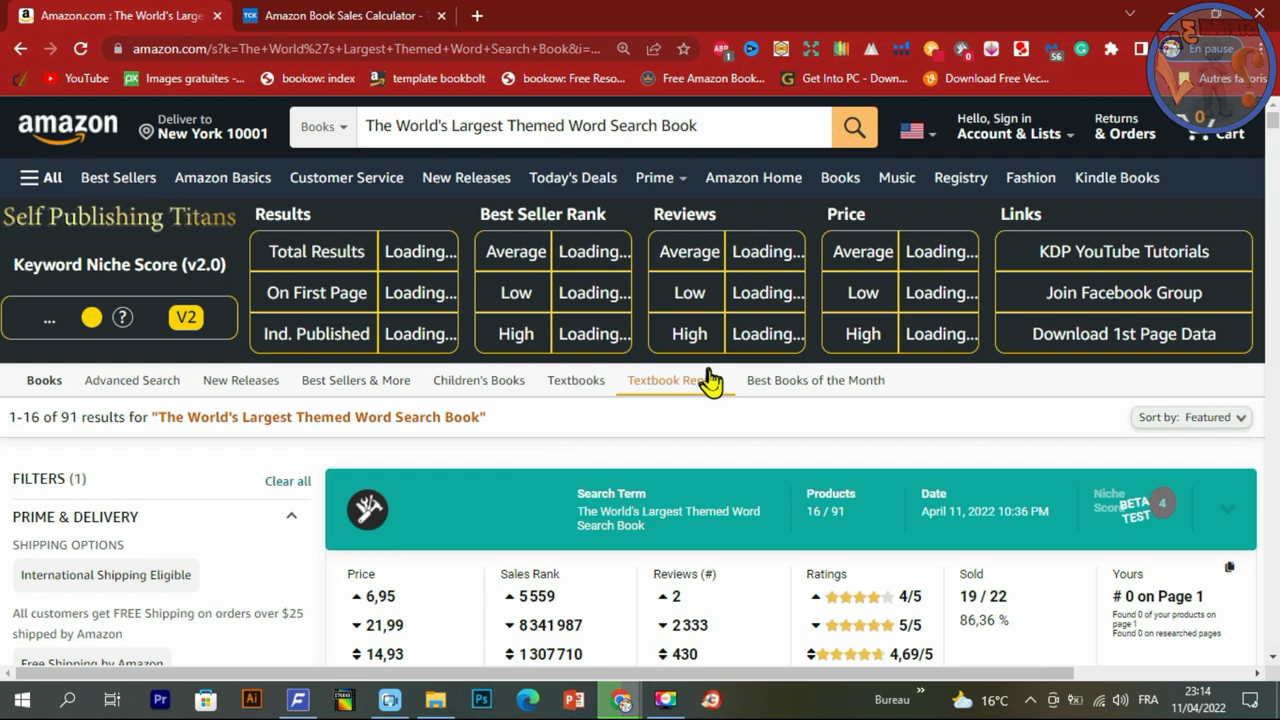 Amazon.com : The World's Large
Amazon Book Sales Calculator -
amazon.com/s?k=The+World%27s+Largest+Themed+Word+Search+Book&i=...
En pause
YouTube
Images gratuites -...
bookow: index
template bookbolt
bookow: Free Reso...
Free Amazon Book...
Get Into PC - Down...
Download Free Vec...
Autres favoris
amazon
Deliver to
New York 10001
Books
The World's Largest Themed Word Search Book
Hello, Sign in
Account & Lists
Returns
& Orders
0
Cart
All
Best Sellers
Amazon Basics
Customer Service
New Releases
Today's Deals
Prime
Amazon Home
Books
Music
Registry
Fashion
Kindle Books
Self Publishing Titans
Keyword Niche Score (v2.0)
... ? V2
Results
Total Results Loading...
On First Page Loading...
Ind. Published Loading...
Best Seller Rank
Average Loading...
Low Loading...
High Loading...
Reviews
Average Loading...
Low Loading...
High Loading...
Price
Average Loading...
Low Loading...
High Loading...
Links
KDP YouTube Tutorials
Join Facebook Group
Download 1st Page Data
Books
Advanced Search
New Releases
Best Sellers & More
Children's Books
Textbooks
Textbook
Best Books of the Month
1-16 of 91 results for "The World's Largest Themed Word Search Book"
Sort by: Featured
FILTERS (1)
Clear all
PRIME & DELIVERY
SHIPPING OPTIONS
International Shipping Eligible
All customers get FREE Shipping on orders over $25
shipped by Amazon
Free Shipping by Amazon
Search Term
The World's Largest Themed Word
Search Book
Products
16 / 91
Date
April 11, 2022 10:36 PM
Niche
Score
BETA
TEST
4
Price
6,95
21,99
14,93
Sales Rank
5 559
8 341 987
1 307 710
Reviews (#)
2
2 333
430
Ratings
4/5
5/5
4,69/5
Sold
19 / 22
86,36 %
Yours
# 0 on Page 1
Found 0 of your products on
page 1
Found 0 on researched pages
Bureau
16°C
FRA
23:14
11/04/2022